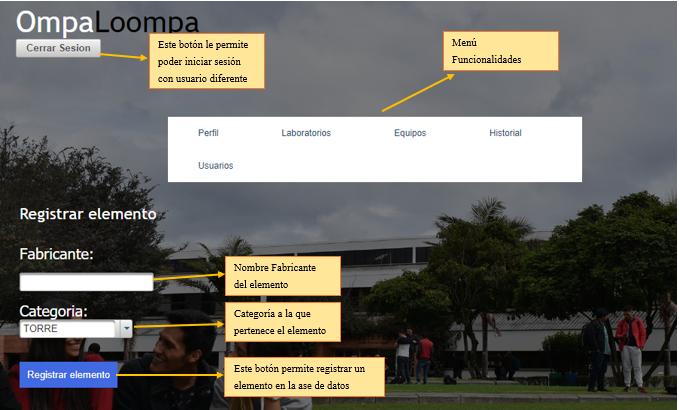 OmpaLoompa
Cerrar Sesion
Este botón le permite
poder iniciar sesión
con usuario diferente
Menú
Funcionalidades
Perfil Laboratorios Equipos Historial
Usuarios
Registrar elemento
Fabricante:
Nombre Fabricante
del elemento
Categoria:
TORRE
Categoría a la que
pertenece el elemento
Registrar elemento
Este botón permite registrar un
elemento en la ase de datos